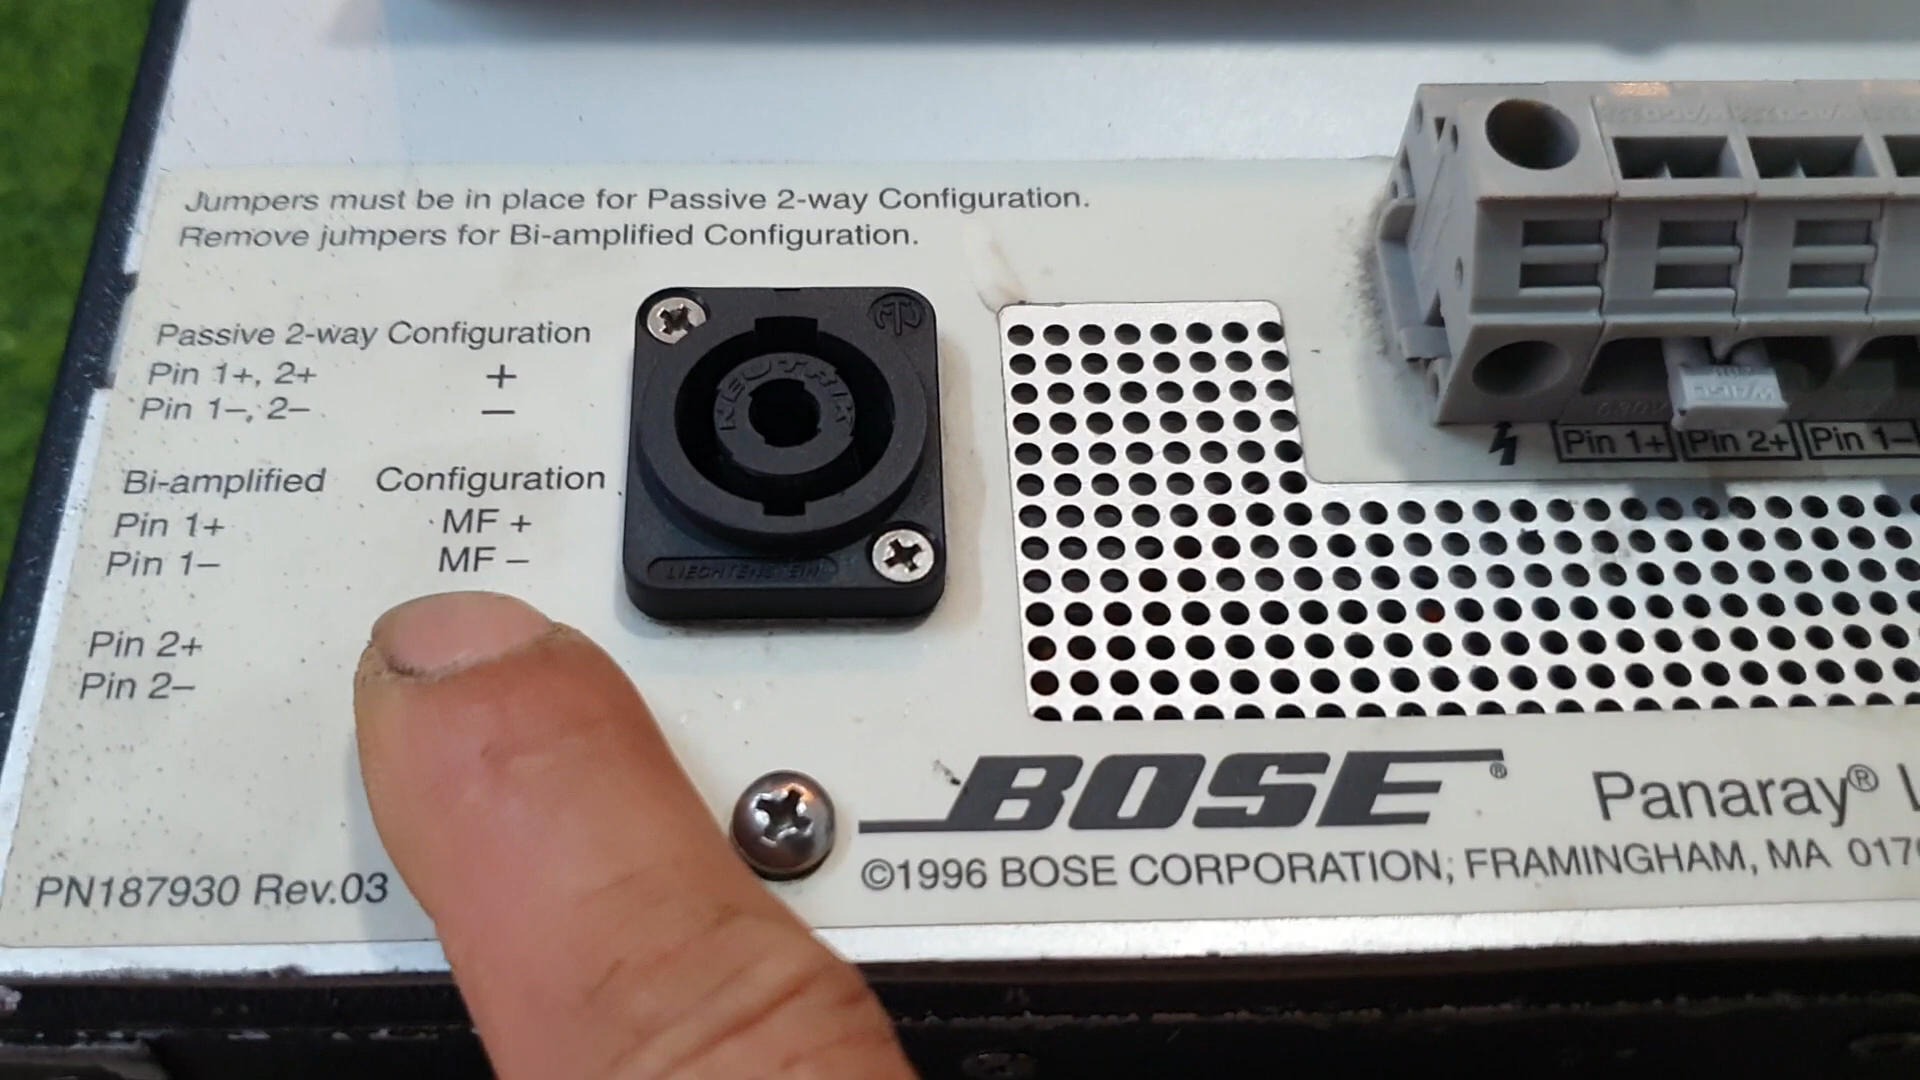 Jumpers must be in place for Passive 2-way Configuration.
Remove jumpers for Bi-amplified Configuration.
Passive 2-way Configuration
Pin 1+, 2+ +
Pin 1–, 2– –
Bi-amplified Configuration
Pin 1+ MF +
Pin 1– MF –
Pin 2+
Pin 2–
PN187930 Rev.03
NEUTRIK
LIECHTENSTEIN
Pin 1+ Pin 2+ Pin 1–
BOSE® Panaray®
©1996 BOSE CORPORATION; FRAMINGHAM, MA